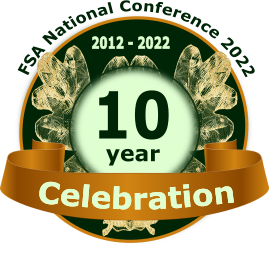 FSA National Conference 2022
2012 - 2022
10
year
Celebration